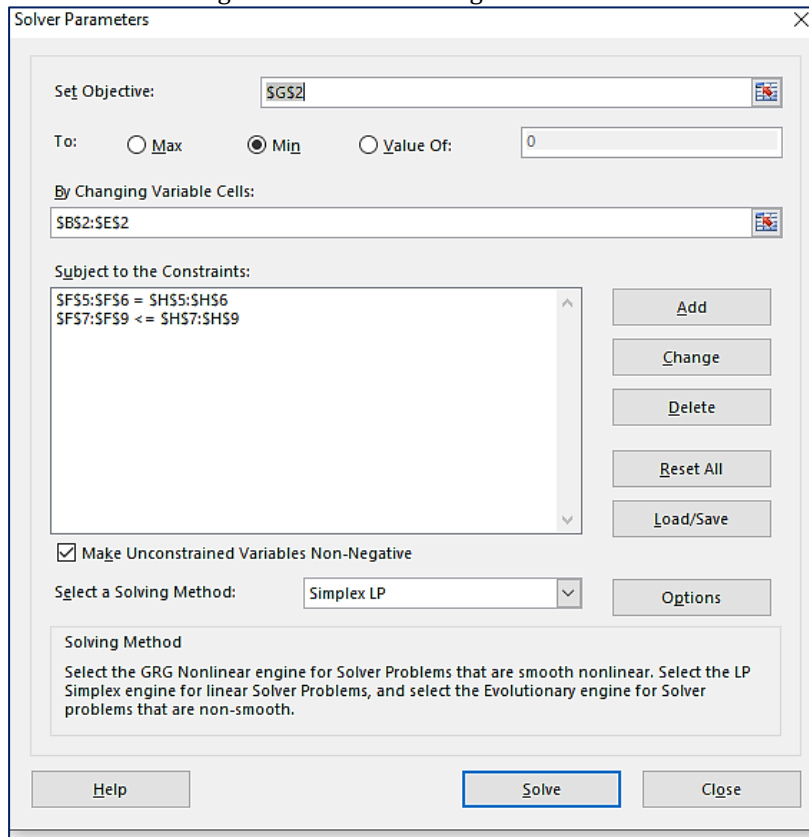 Solver Parameters
Set Objective:
$G$2
To:
Max
Min
Value Of:
0
By Changing Variable Cells:
$B$2:$E$2
Subject to the Constraints:
$F$5:$F$6 = $H$5:$H$6
$F$7:$F$9 <= $H$7:$H$9
Add
Change
Delete
Reset All
Load/Save
Make Unconstrained Variables Non-Negative
Select a Solving Method:
Simplex LP
Options
Solving Method
Select the GRG Nonlinear engine for Solver Problems that are smooth nonlinear. Select the LP
Simplex engine for linear Solver Problems, and select the Evolutionary engine for Solver
problems that are non-smooth.
Help
Solve
Close